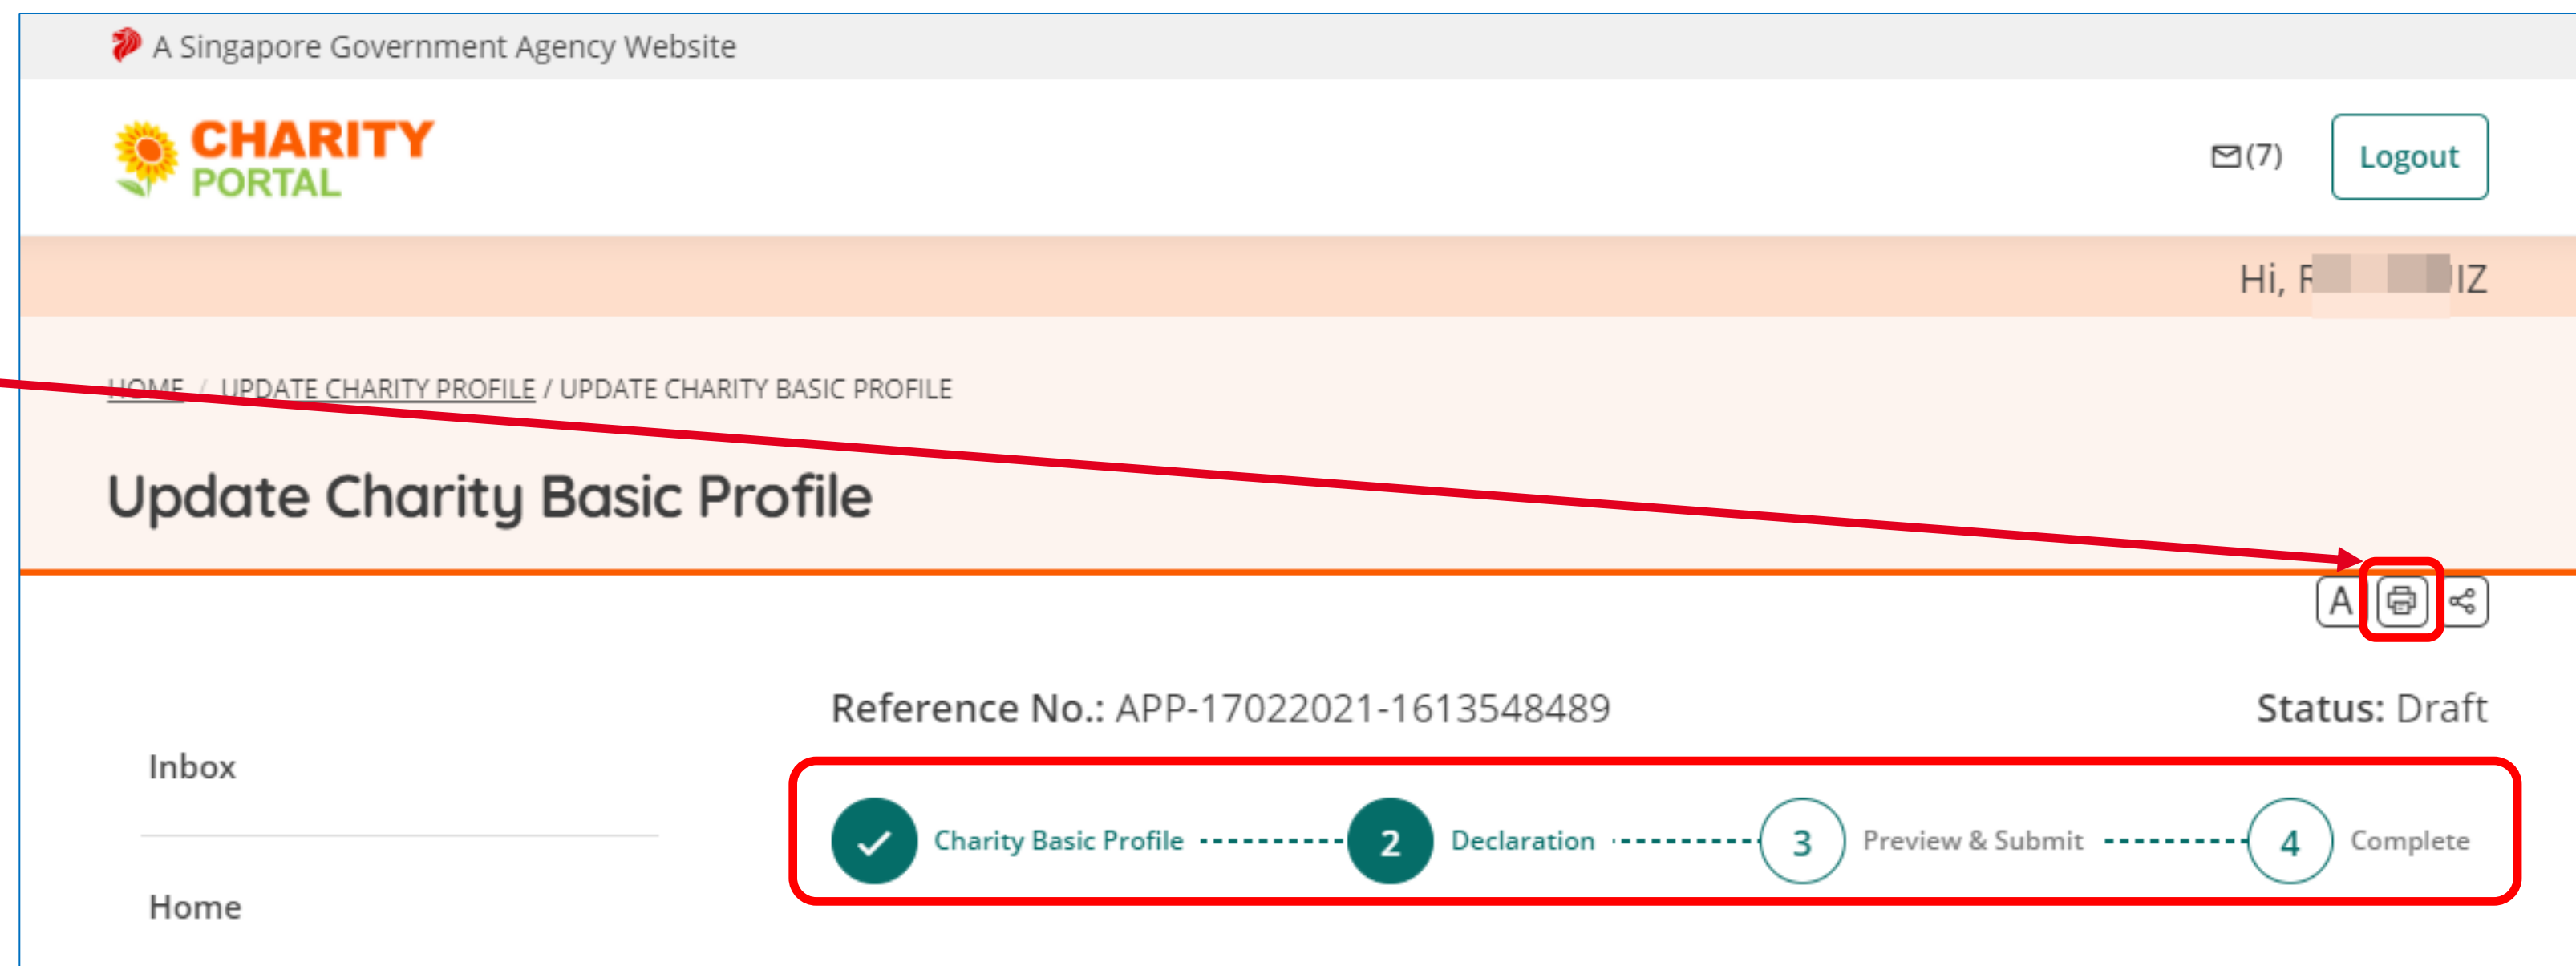 A Singapore Government Agency Website
CHARITY
PORTAL
(7)
Logout
Hi,
HOME / UPDATE CHARITY PROFILE / UPDATE CHARITY BASIC PROFILE
Update Charity Basic Profile
A
Reference No.: APP-17022021-1613548489
Status: Draft
Inbox
Charity Basic Profile
2 Declaration
3 Preview & Submit
4 Complete
Home